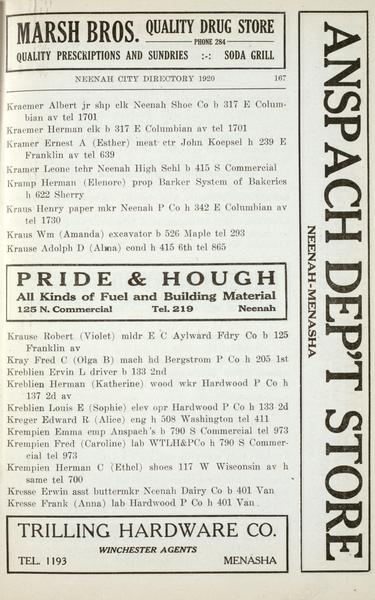 MARSH BROS. QUALITY DRUG STORE
PHONE 284
QUALITY PRESCRIPTIONS AND SUNDRIES :-: SODA GRILL
NEENAH CITY DIRECTORY 1920 167
Kraemer Albert jr shp clk Neenah Shoe Co b 317 E Colum-
bian av tel 1701
Kraemer Herman elk b 317 E Columbian av tel 1701
Kramer Ernest A (Esther) meat ctr John Koepsel h 239 E
Franklin av tel 639
Kramer Leone tchr Neenah High Schl b 415 S Commercial
Kramp Herman (Elenore) prop Barker System of Bakeries
h 622 Sherry
Kraus Henry paper mkr Neenah P Co h 342 E Columbian av
tel 1730
Kraus Wm (Amanda) excavator b 526 Maple tel 293
Krause Adolph D (Alma) cond h 415 6th tel 865
PRIDE & HOUGH
All Kinds of Fuel and Building Material
125 N. Commercial Tel. 219 Neenah
Krause Robert (Violet) mldr E C Aylward Fdry Co b 125
Franklin av
Kray Fred C (Olga B) mach hd Bergstrom P Co h 205 1st
Kreblien Ervin L driver b 133 2nd
Kreblien Herman (Katherine) wood wkr Hardwood P Co h
137 2d av
Kreblien Louis E (Sophie) elev opr Hardwood P Co h 133 2d
Kreger Edward R (Alice) eng h 508 Washington tel 411
Krempien Emma emp Anspach's b 790 S Commercial tel 973
Krempien Fred (Caroline) lab WTLH&PCo h 790 S Commer-
cial tel 973
Krempien Herman C (Ethel) shoes 117 W Wisconsin av h
same tel 700
Kresse Erwin asst buttermkr Neenah Dairy Co b 401 Van
Kresse Frank (Anna) lab Hardwood P Co h 401 Van
TRILLING HARDWARE CO.
WINCHESTER AGENTS
TEL. 1193 MENASHA
ANSPACH DEP'T STORE
NEENAH-MENASHA